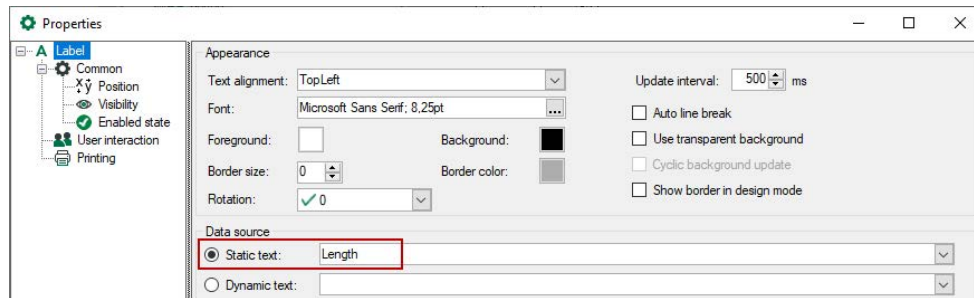 Properties
A Label
Common
Position
Visibility
Enabled state
User interaction
Printing
Appearance
Text alignment: TopLeft
Update interval: 500 ms
Font: Microsoft Sans Serif; 8,25pt ...
Auto line break
Foreground: Background:
Use transparent background
Border size: 0 Border color:
Cyclic background update
Rotation: 0
Show border in design mode
Data source
Static text: Length
Dynamic text: